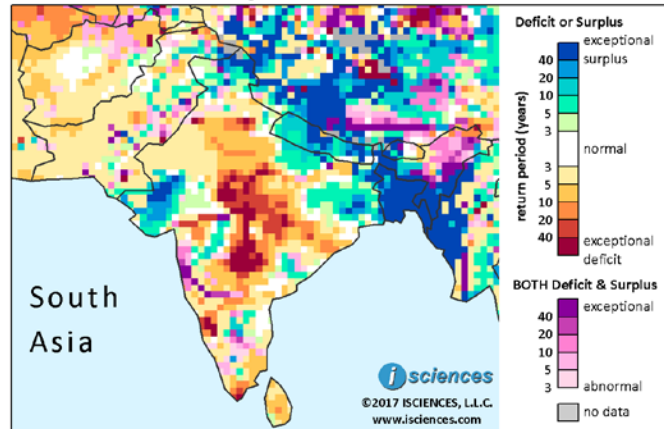 Deficit or Surplus
exceptional
surplus
40
20
10
5
3
normal
3
5
10
20
40
exceptional
deficit
return period (years)
BOTH Deficit & Surplus
exceptional
40
20
10
5
3
abnormal
no data
South
Asia
i sciences
©2017 ISCIENCES, L.L.C.
www.isciences.com